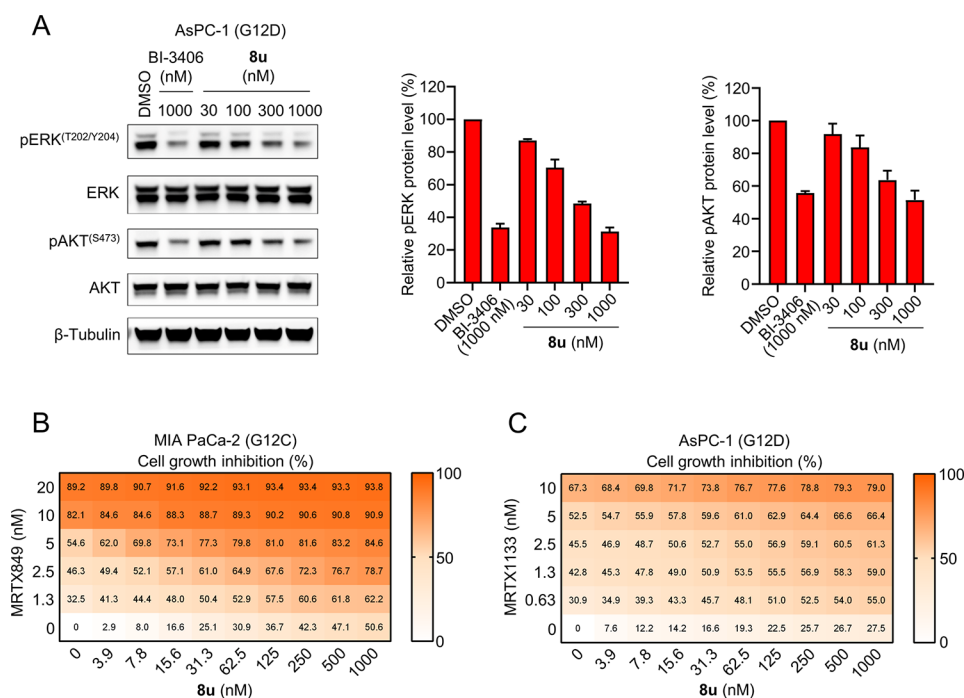 A
AsPC-1 (G12D)
BI-3406
(nM)
8u
(nM)
DMSO
1000 30 100 300 1000
pERK(T202/Y204)
ERK
pAKT(S473)
AKT
β-Tubulin
Relative pERK protein level (%)
120
100
80
60
40
20
0
DMSO
BI-3406
(1000 nM)
30
100
300
1000
8u (nM)
Relative pAKT protein level (%)
120
100
80
60
40
20
0
DMSO
BI-3406
(1000 nM)
30
100
300
1000
8u (nM)
B
MIA PaCa-2 (G12C)
Cell growth inhibition (%)
MRTX849 (nM)
20 89.2 89.8 90.7 91.6 92.2 93.1 93.4 93.4 93.3 93.8
10 82.1 84.6 84.6 88.3 88.7 89.3 90.2 90.6 90.8 90.9
5 54.6 62.0 69.8 73.1 77.3 79.8 81.0 81.6 83.2 84.6
2.5 46.3 49.4 52.1 57.1 61.0 64.9 67.6 72.3 76.7 78.7
1.3 32.5 41.3 44.4 48.0 50.4 52.9 57.5 60.6 61.8 62.2
0 0 2.9 8.0 16.6 25.1 30.9 36.7 42.3 47.1 50.6
0 3.9 7.8 15.6 31.3 62.5 125 250 500 1000
8u (nM)
100
50
0
C
AsPC-1 (G12D)
Cell growth inhibition (%)
MRTX1133 (nM)
10 67.3 68.4 69.8 71.7 73.8 76.7 77.6 78.8 79.3 79.0
5 52.5 54.7 55.9 57.8 59.6 61.0 62.9 64.4 66.6 66.4
2.5 45.5 46.9 48.7 50.6 52.7 55.0 56.9 59.1 60.5 61.3
1.3 42.8 45.3 47.8 49.0 50.9 53.5 55.5 56.9 58.3 59.0
0.63 30.9 34.9 39.3 43.3 45.7 48.1 51.0 52.5 54.0 55.0
0 0 7.6 12.2 14.2 16.6 19.3 22.5 25.7 26.7 27.5
0 3.9 7.8 15.6 31.3 62.5 125 250 500 1000
8u (nM)
100
50
0